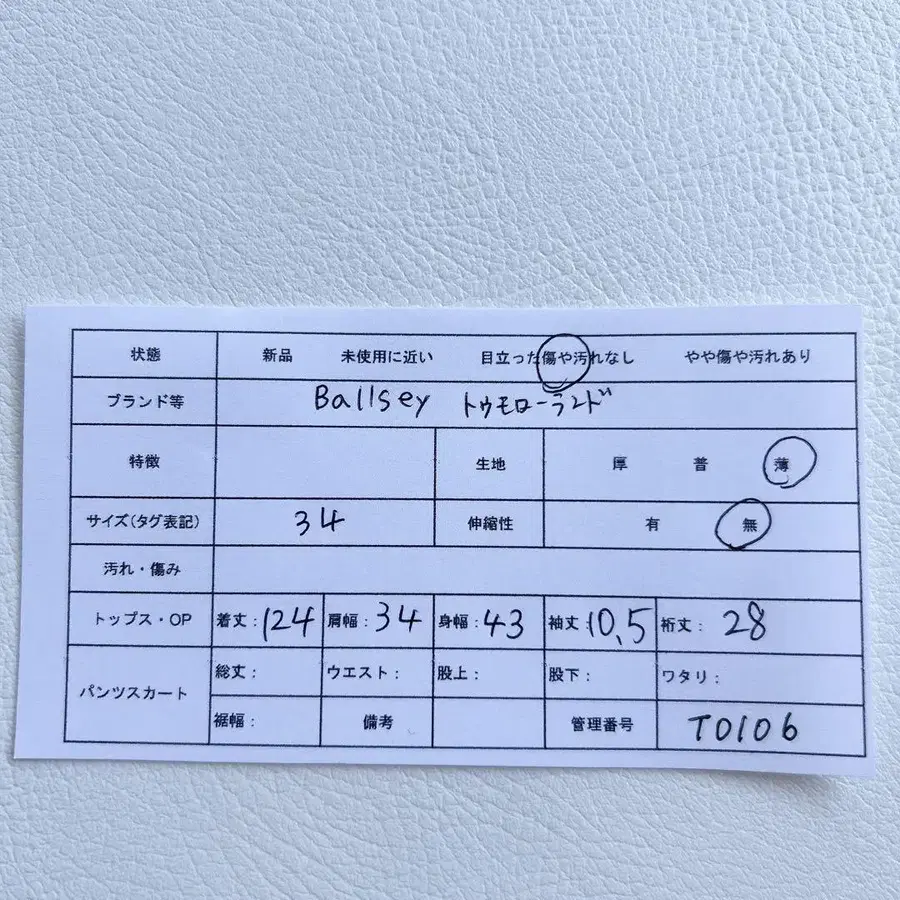 状態 新品 未使用に近い 目立った傷や汚れなし やや傷や汚れあり
ブランド等 Ballsey トゥモローランド
特徴 生地 厚 普 薄
サイズ(タグ表記) 34 伸縮性 有 無
汚れ・傷み
トップス・OP 着丈:124 肩幅:34 身幅:43 袖丈:10.5 裄丈:28
パンツスカート 総丈: ウエスト: 股上: 股下: ワタリ:
裾幅: 備考 管理番号 T0106